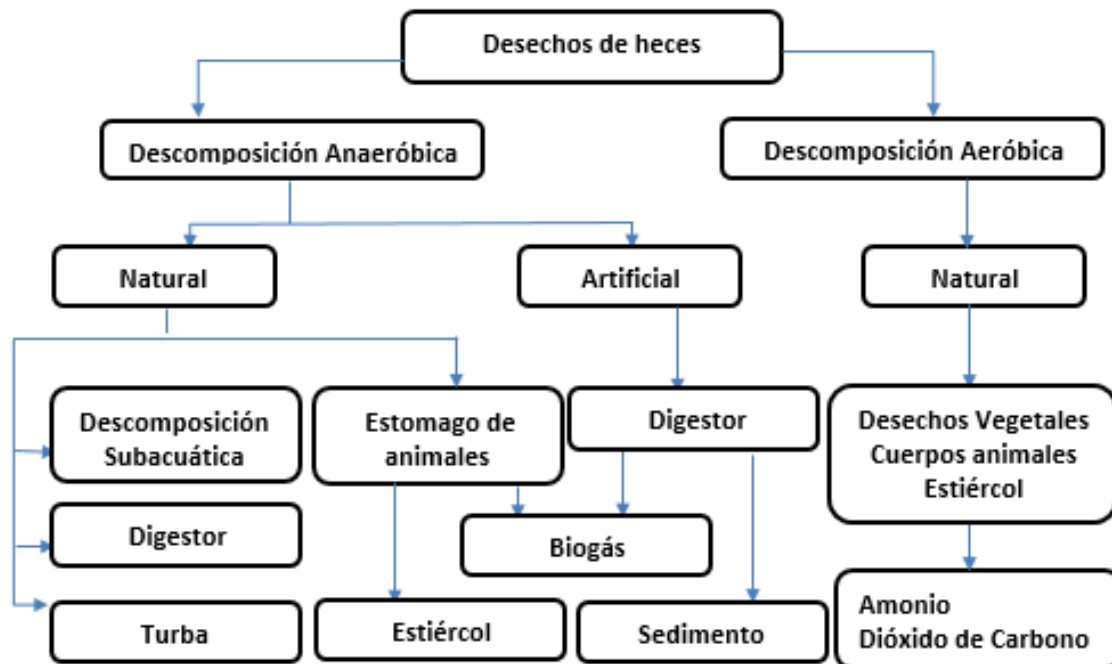 Desechos de heces
Descomposición Anaeróbica
Descomposición Aeróbica
Natural
Artificial
Natural
Descomposición
Subacuática
Estomago de
animales
Digestor
Desechos Vegetales
Cuerpos animales
Estiércol
Digestor
Biogás
Turba
Estiércol
Sedimento
Amonio
Dióxido de Carbono